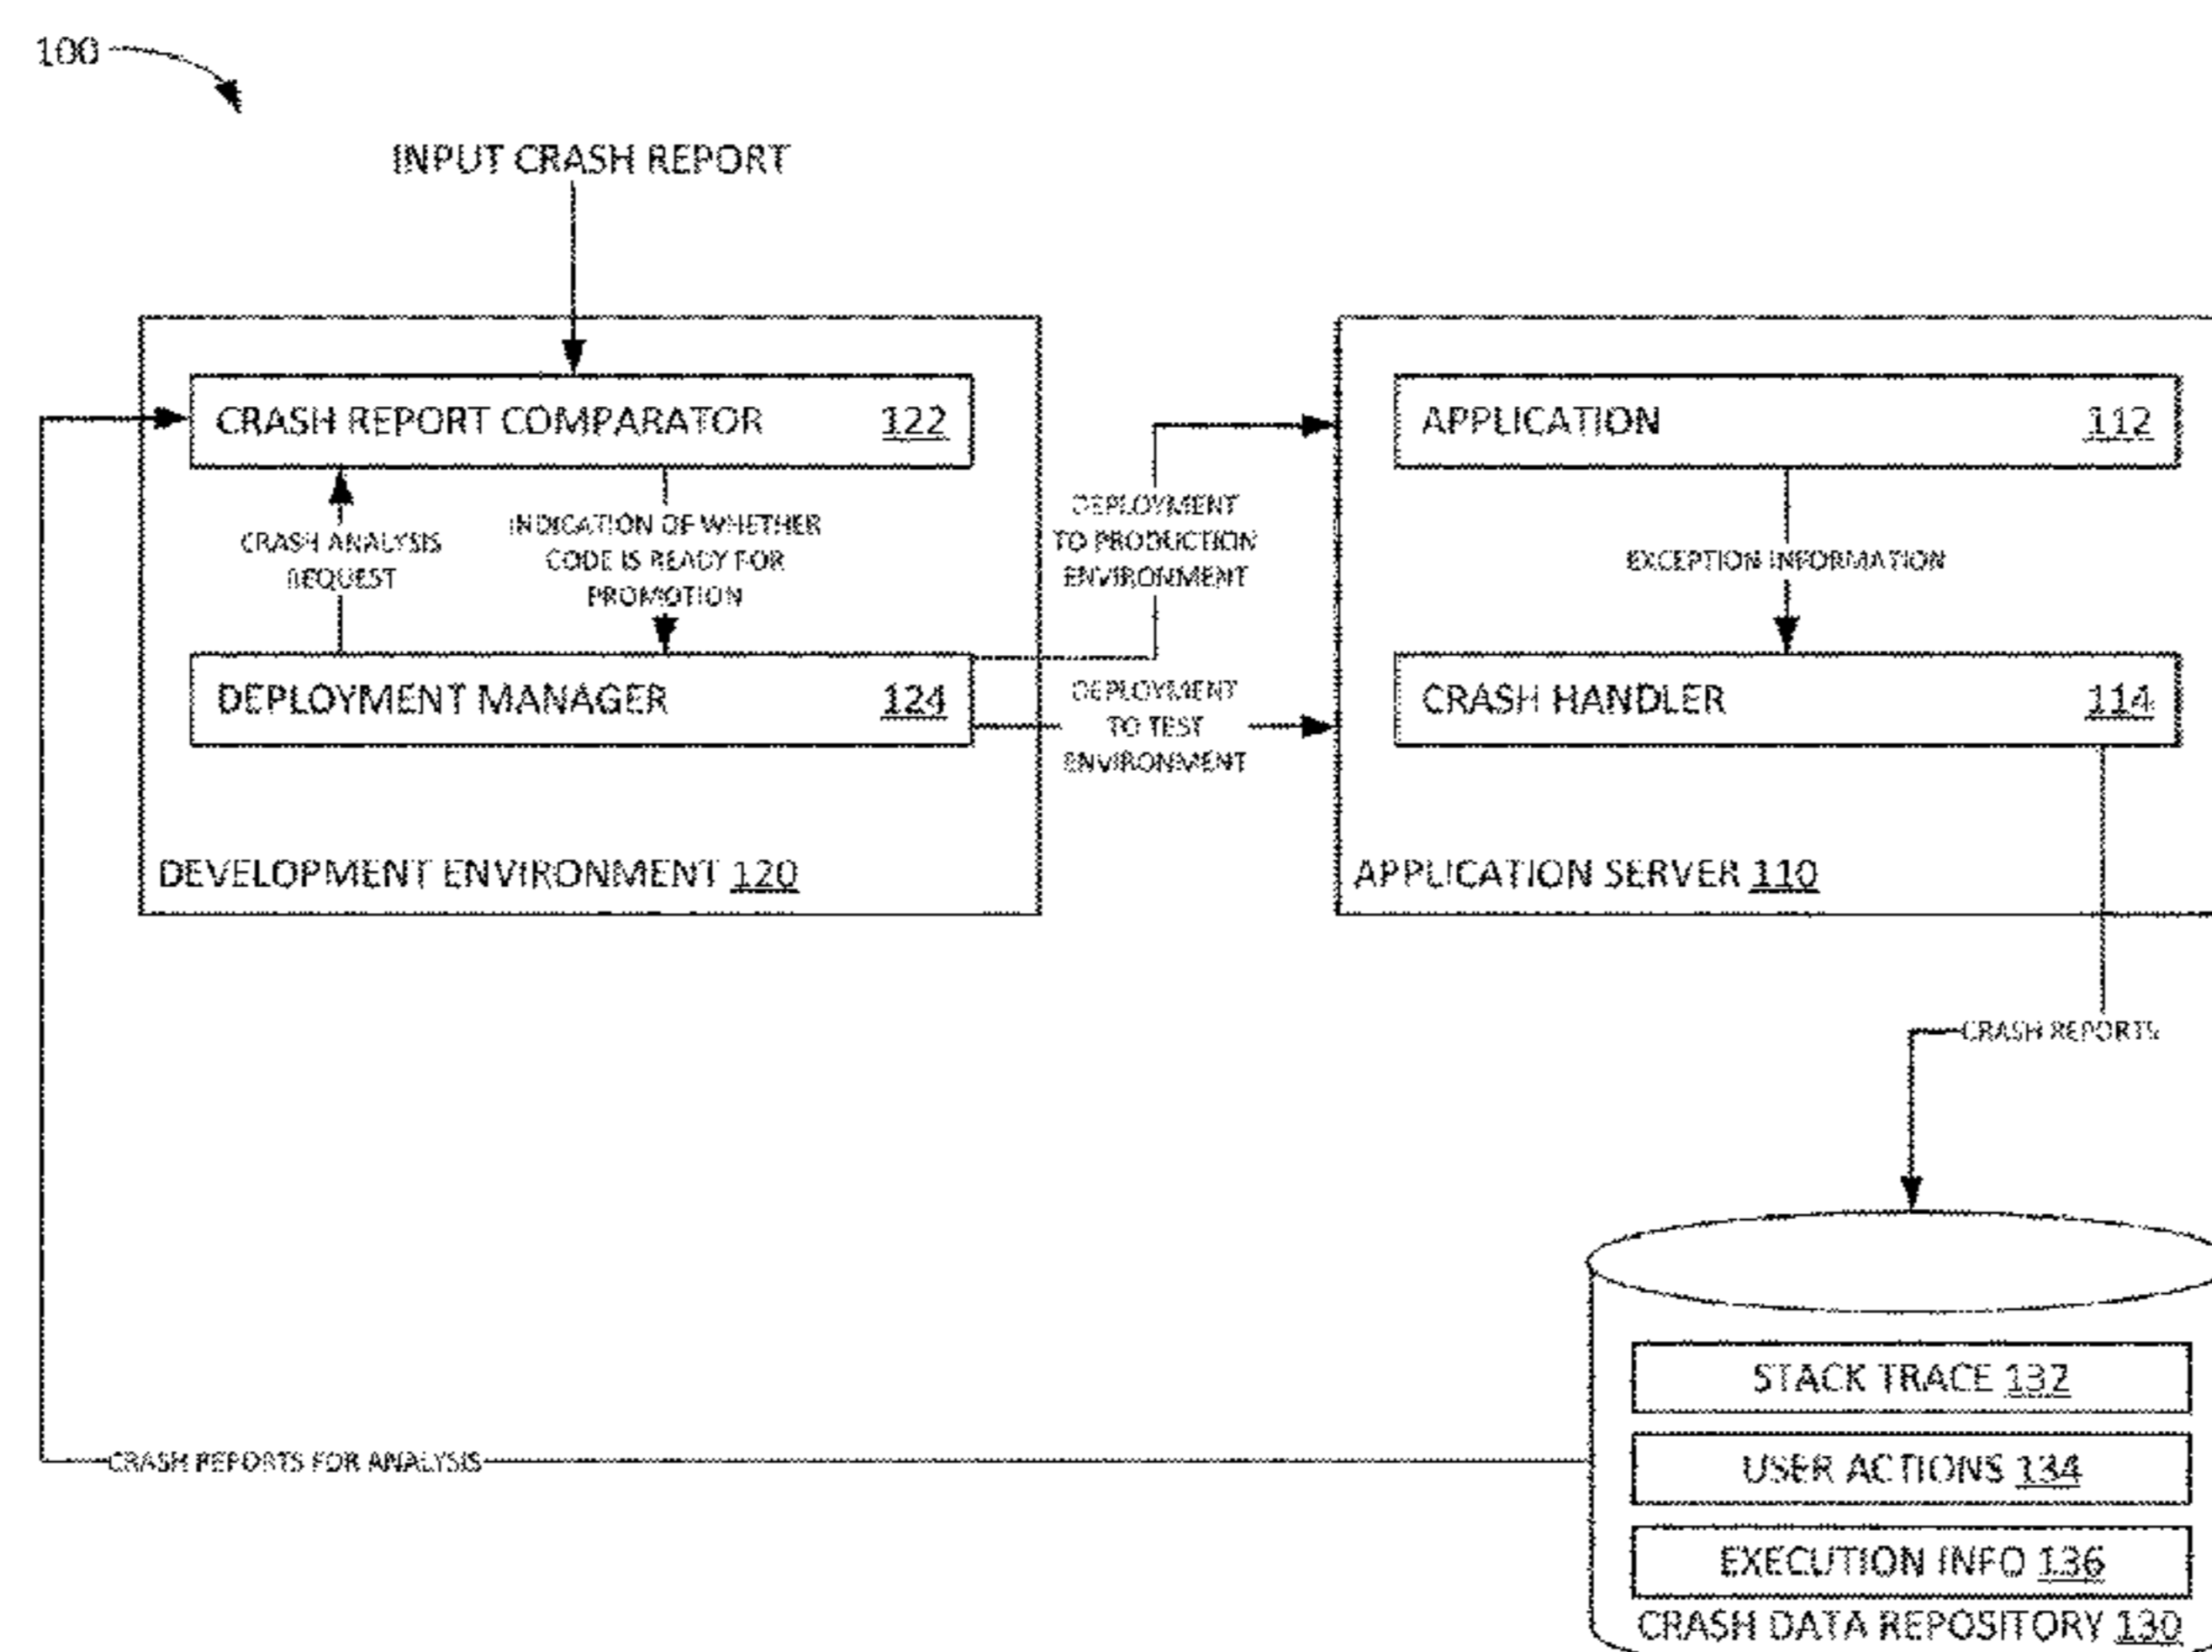 100
INPUT CRASH REPORT
CRASH REPORT COMPARATOR 122
CRASH ANALYSIS
REQUEST
INDICATION OF WHETHER
CODE IS READY FOR
PROMOTION
DEPLOYMENT MANAGER 124
DEVELOPMENT ENVIRONMENT 120
DEPLOYMENT
TO PRODUCTION
ENVIRONMENT
DEPLOYMENT
TO TEST
ENVIRONMENT
APPLICATION 112
EXCEPTION INFORMATION
CRASH HANDLER 114
APPLICATION SERVER 110
CRASH REPORTS
CRASH REPORTS FOR ANALYSIS
STACK TRACE 132
USER ACTIONS 134
EXECUTION INFO 136
CRASH DATA REPOSITORY 130